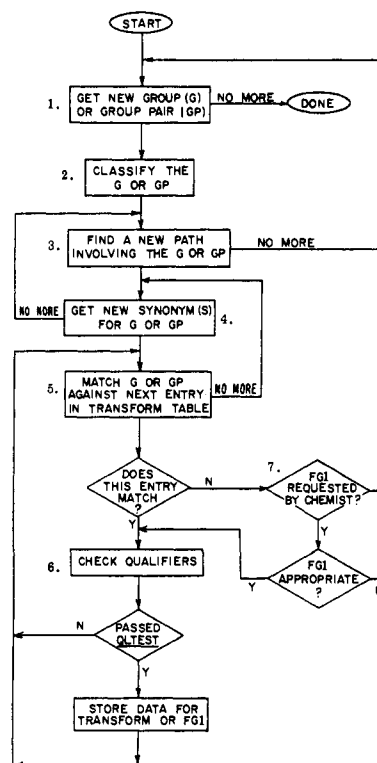 START
1.
GET NEW GROUP (G)
OR GROUP PAIR (GP)
NO MORE
DONE
2.
CLASSIFY THE
G OR GP
3.
FIND A NEW PATH
INVOLVING THE G OR GP
NO MORE
NO MORE
GET NEW SYNONYM(S)
FOR G OR GP
4.
5.
MATCH G OR GP
AGAINST NEXT ENTRY
IN TRANSFORM TABLE
NO MORE
DOES
THIS ENTRY
MATCH
?
N
7.
FGI
REQUESTED
BY CHEMIST?
Y
Y
6.
CHECK QUALIFIERS
Y
FGI
APPROPRIATE
?
N
PASSED
QLTEST
Y
STORE DATA FOR
TRANSFORM OR FGI